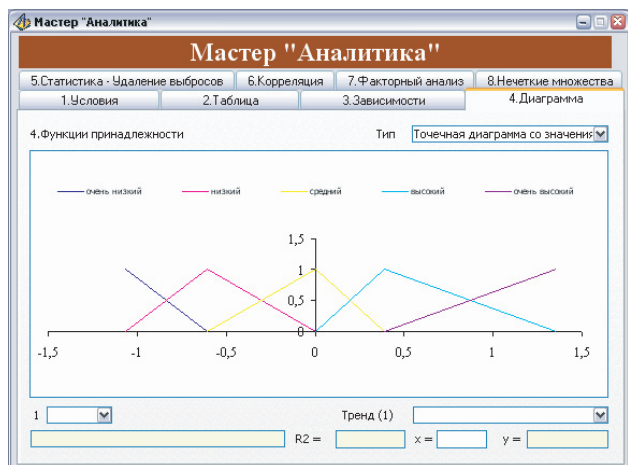 Мастер "Аналитика"
Мастер "Аналитика"
5.Статистика - Удаление выбросов 6.Корреляция 7.Факторный анализ 8.Нечеткие множества
1.Условия 2.Таблица 3.Зависимости 4.Диаграмма
4.Функции принадлежности Тип Точечная диаграмма со значения
очень низкий низкий средний высокий очень высокий
1,5
1
0,5
0
-1,5 -1 -0,5 0 0,5 1 1,5
1 Тренд (1)
R2 = x = y =